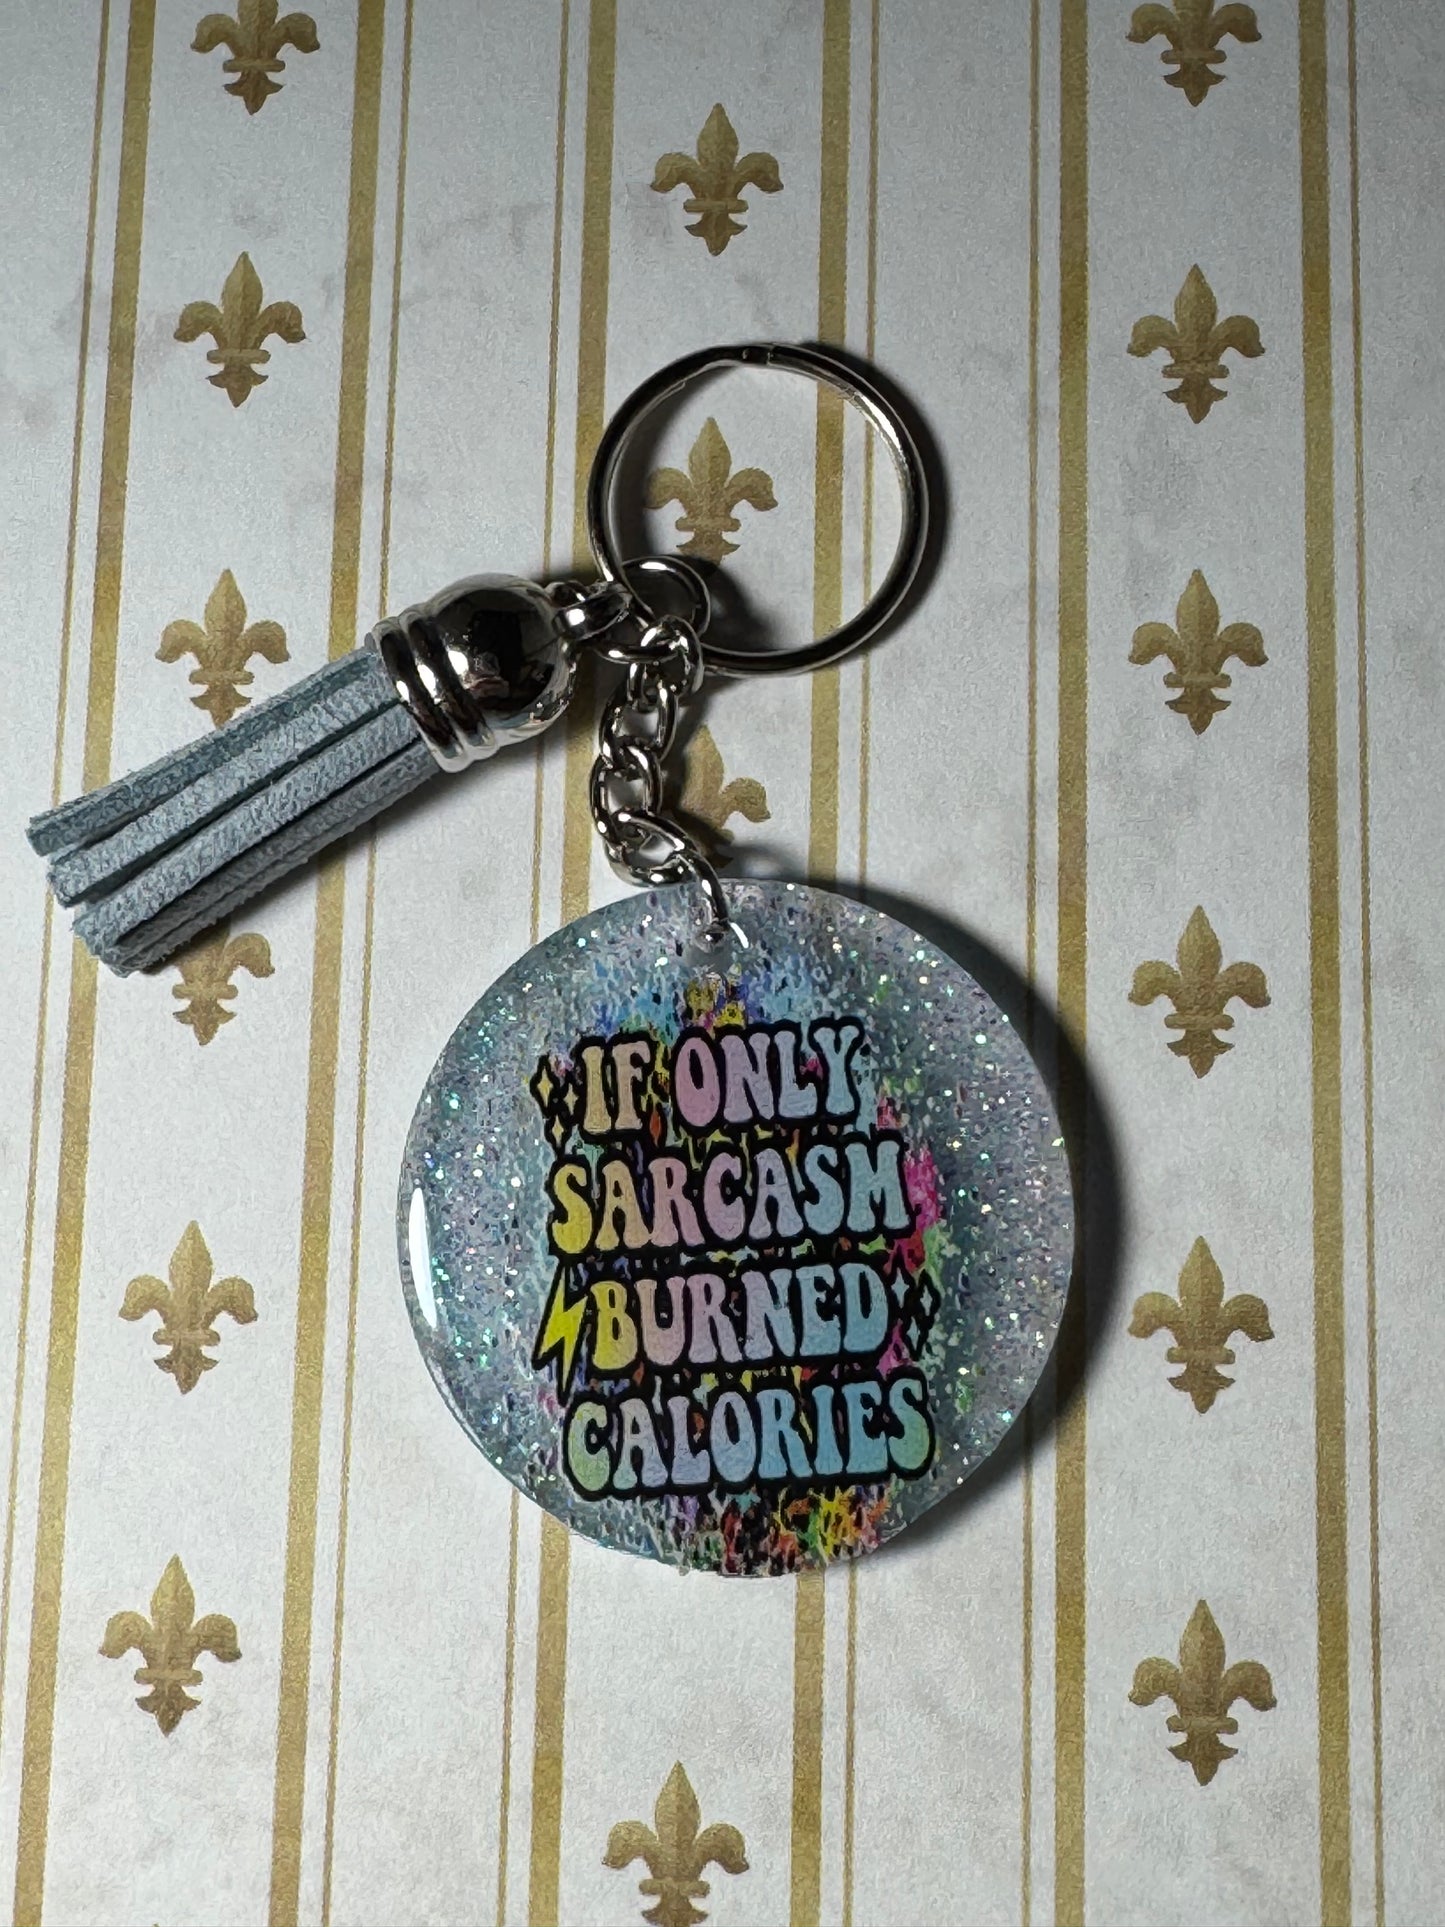 IF ONLY
SARCASM
BURNED
CALORIES